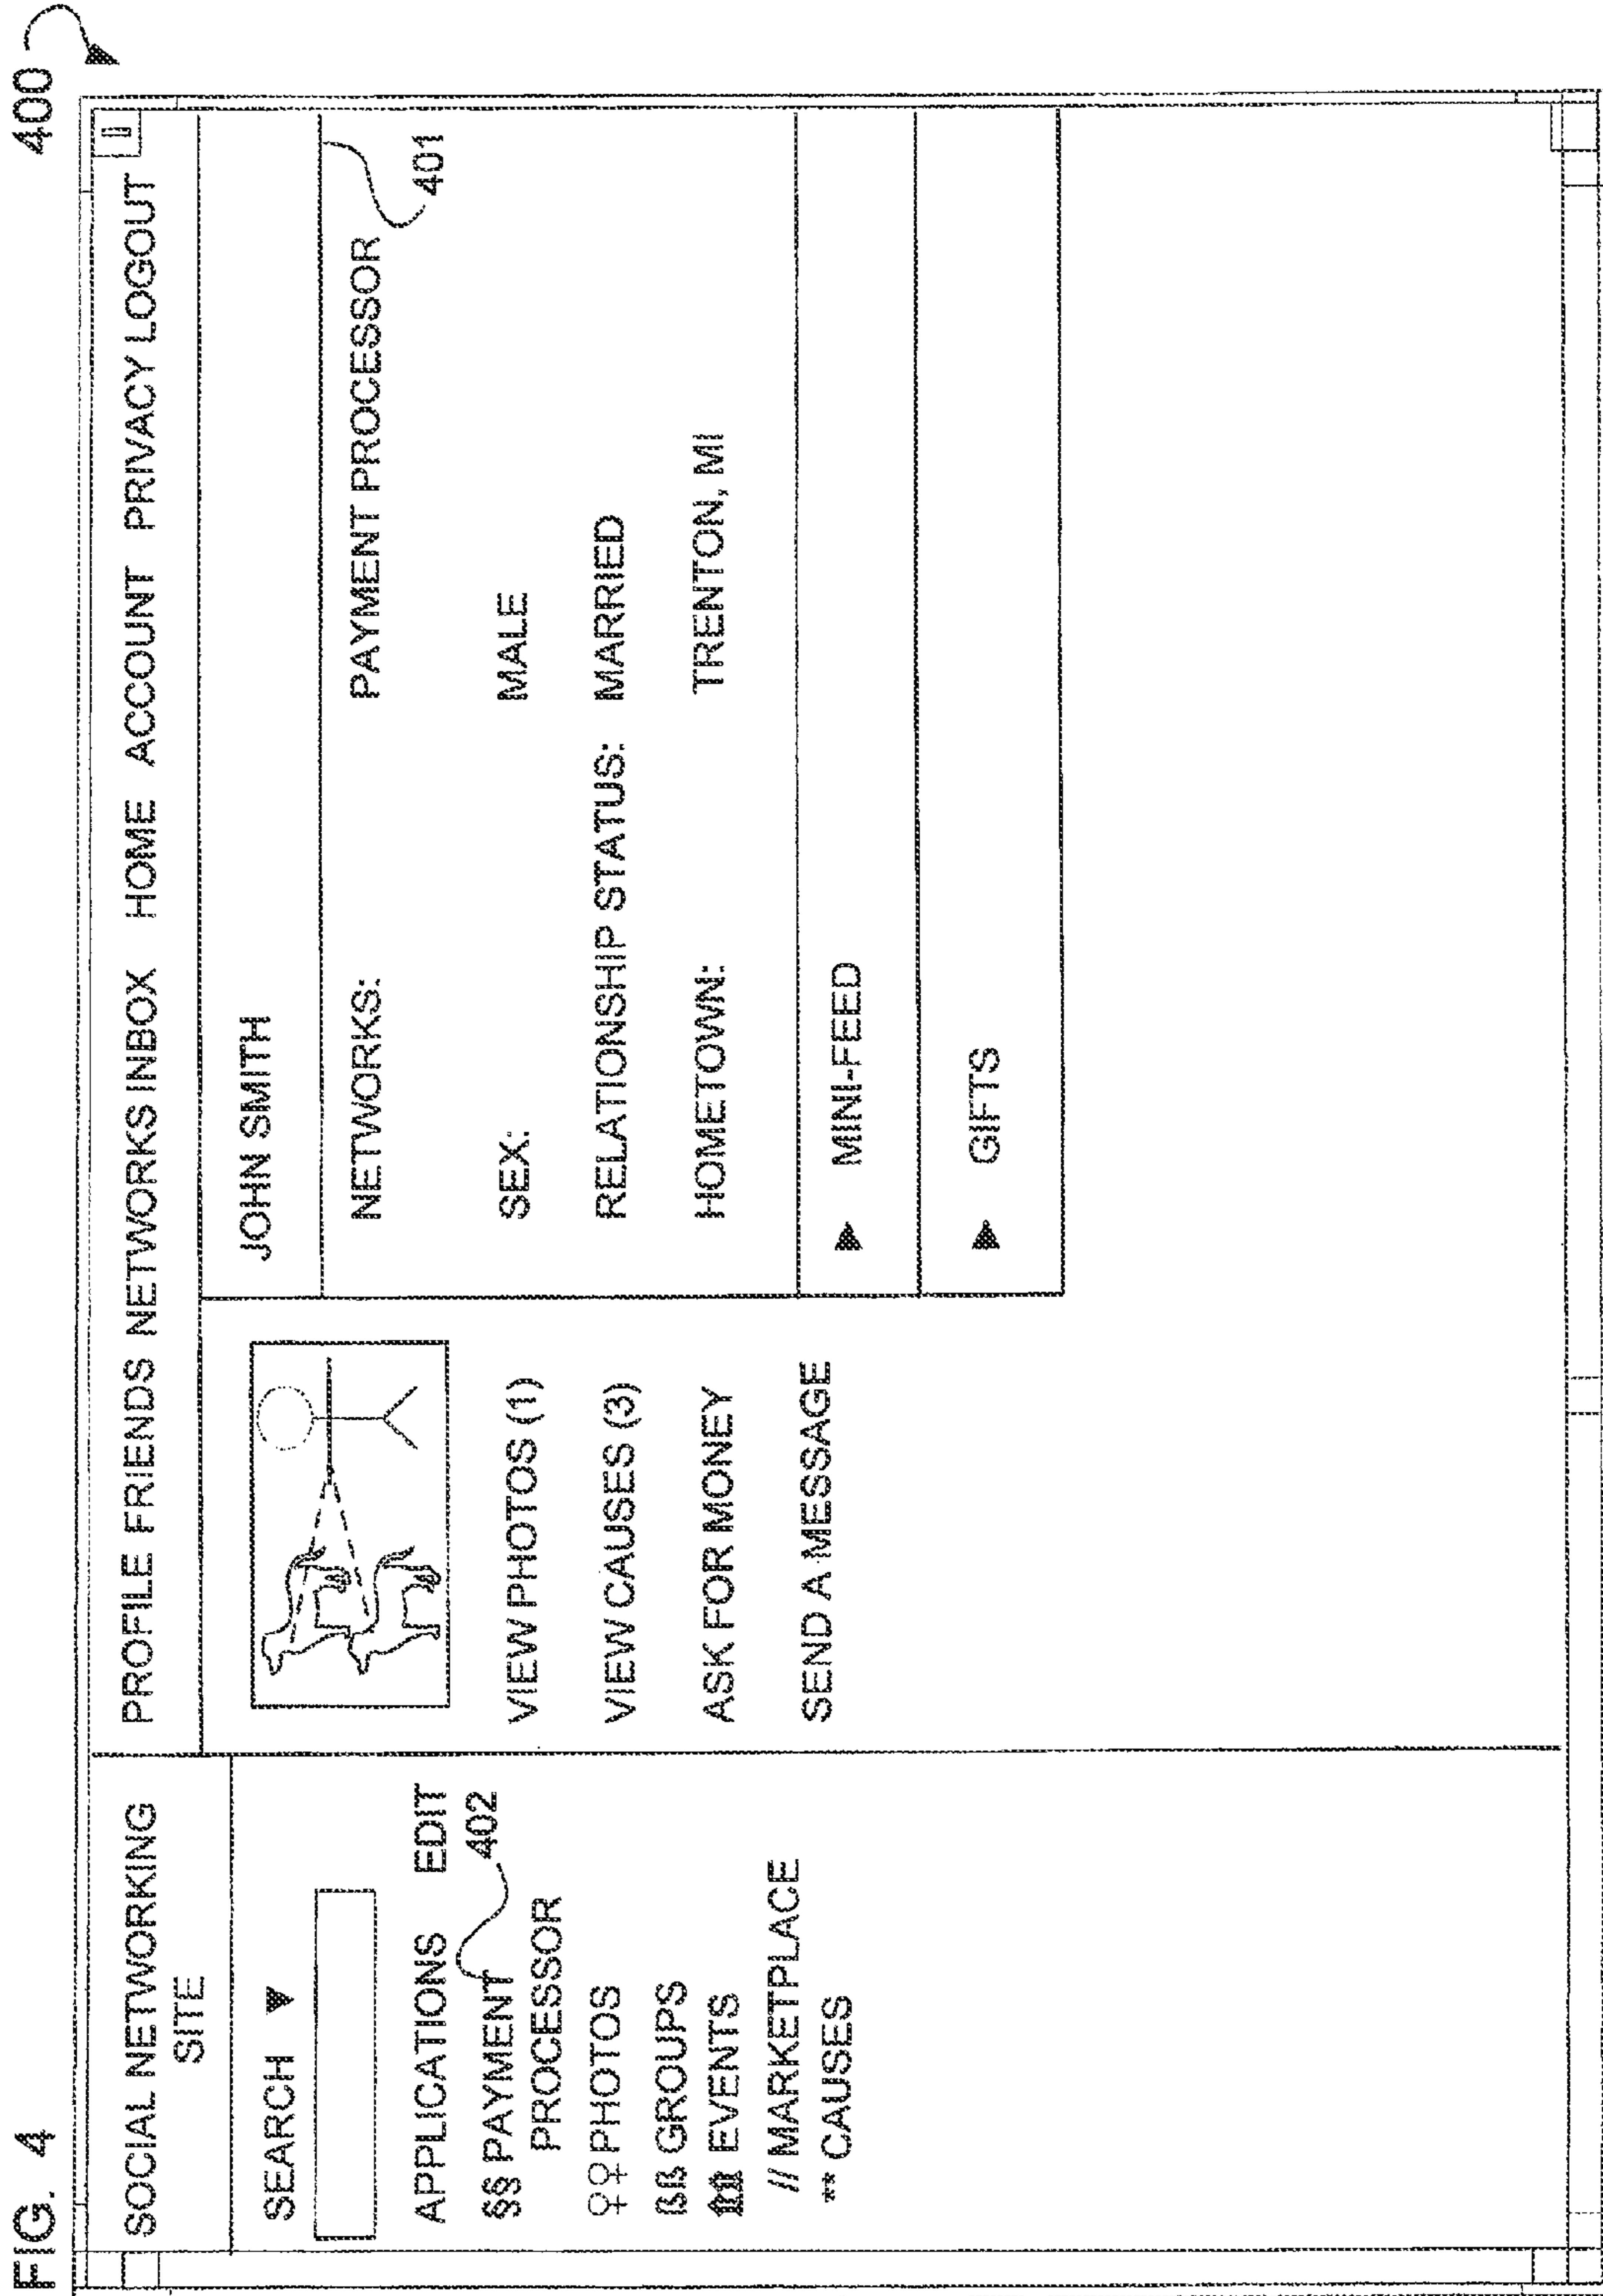 FIG. 4
400
SOCIAL NETWORKING
SITE
SEARCH ▼
APPLICATIONS EDIT
§§ PAYMENT
PROCESSOR
402
♀♀ PHOTOS
ßß GROUPS
EVENTS
// MARKETPLACE
** CAUSES
PROFILE FRIENDS NETWORKS INBOX HOME ACCOUNT PRIVACY LOGOUT
VIEW PHOTOS (1)
VIEW CAUSES (3)
ASK FOR MONEY
SEND A MESSAGE
JOHN SMITH
NETWORKS: PAYMENT PROCESSOR
401
SEX: MALE
RELATIONSHIP STATUS: MARRIED
HOMETOWN: TRENTON, MI
▶ MINI-FEED
▶ GIFTS